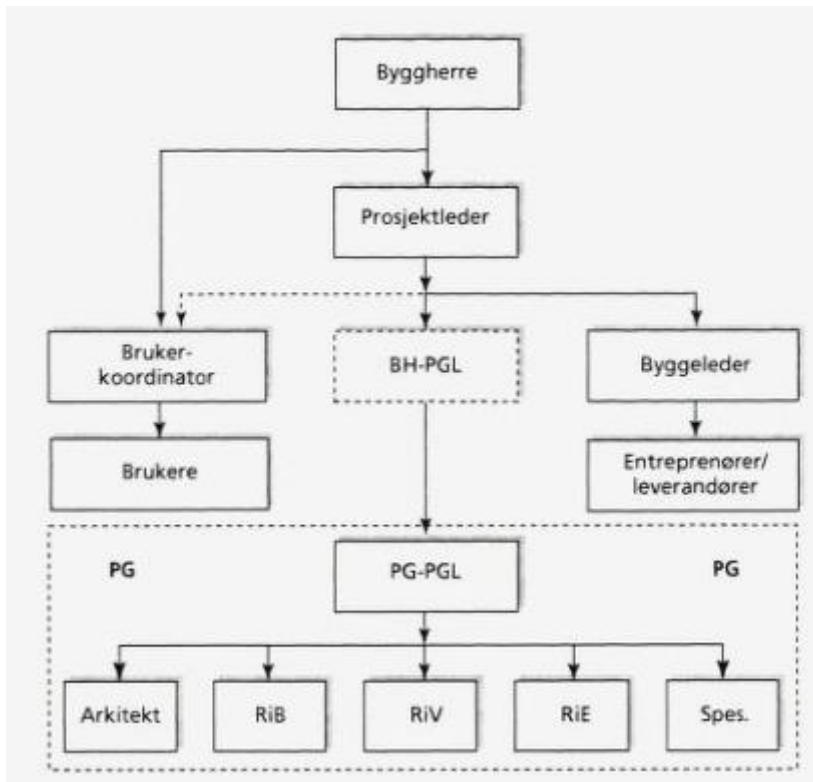 Byggherre
Prosjektleder
Bruker-
koordinator
BH-PGL
Byggeleder
Brukere
Entreprenører/
leverandører
PG
PG-PGL
PG
Arkitekt
RiB
RiV
RiE
Spes.